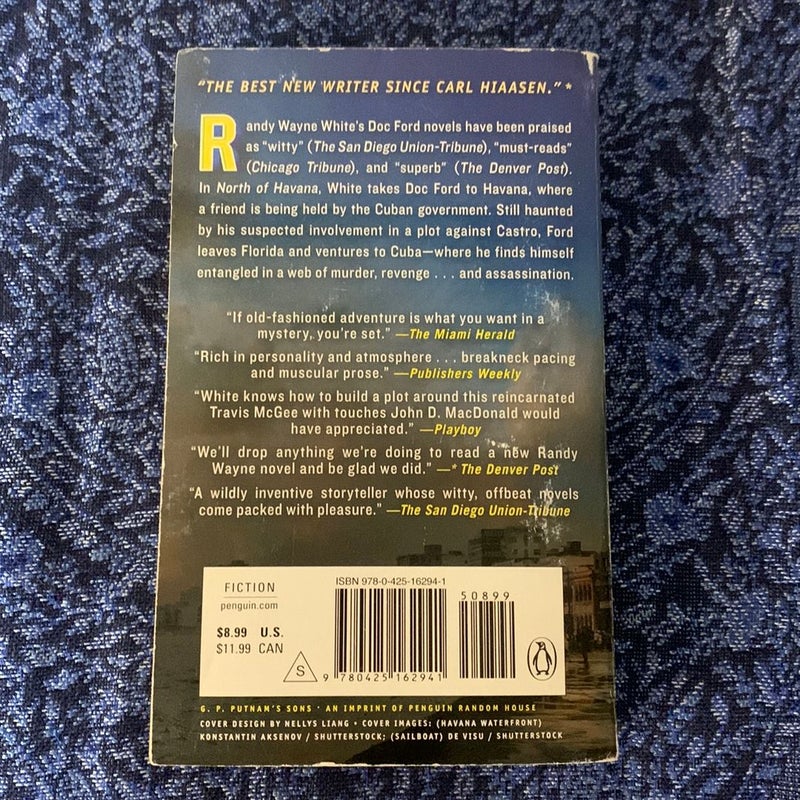 “THE BEST NEW WRITER SINCE CARL HIAASEN.”*
Randy Wayne White’s Doc Ford novels have been praised
as “witty” (The San Diego Union-Tribune), “must-reads”
(Chicago Tribune), and “superb” (The Denver Post).
In North of Havana, White takes Doc Ford to Havana, where
a friend is being held by the Cuban government. Still haunted
by his suspected involvement in a plot against Castro, Ford
leaves Florida and ventures to Cuba—where he finds himself
entangled in a web of murder, revenge . . . and assassination.
“If old-fashioned adventure is what you want in a
mystery, you’re set.” —The Miami Herald
“Rich in personality and atmosphere . . . breakneck pacing
and muscular prose.” —Publishers Weekly
“White knows how to build a plot around this reincarnated
Travis McGee with touches John D. MacDonald would
have appreciated.” —Playboy
“We’ll drop anything we’re doing to read a new Randy
Wayne novel and be glad we did.” —* The Denver Post
“A wildly inventive storyteller whose witty, offbeat novels
come packed with pleasure.” —The San Diego Union-Tribune
FICTION
penguin.com
$8.99 U.S.
$11.99 CAN
S
ISBN 978-0-425-16294-1
50899
9 780425 162941
G. P. PUTNAM’S SONS · AN IMPRINT OF PENGUIN RANDOM HOUSE
COVER DESIGN BY NELLYS LIANG • COVER IMAGES: (HAVANA WATERFRONT)
KONSTANTIN AKSENOV / SHUTTERSTOCK; (SAILBOAT) DE VISU / SHUTTERSTOCK